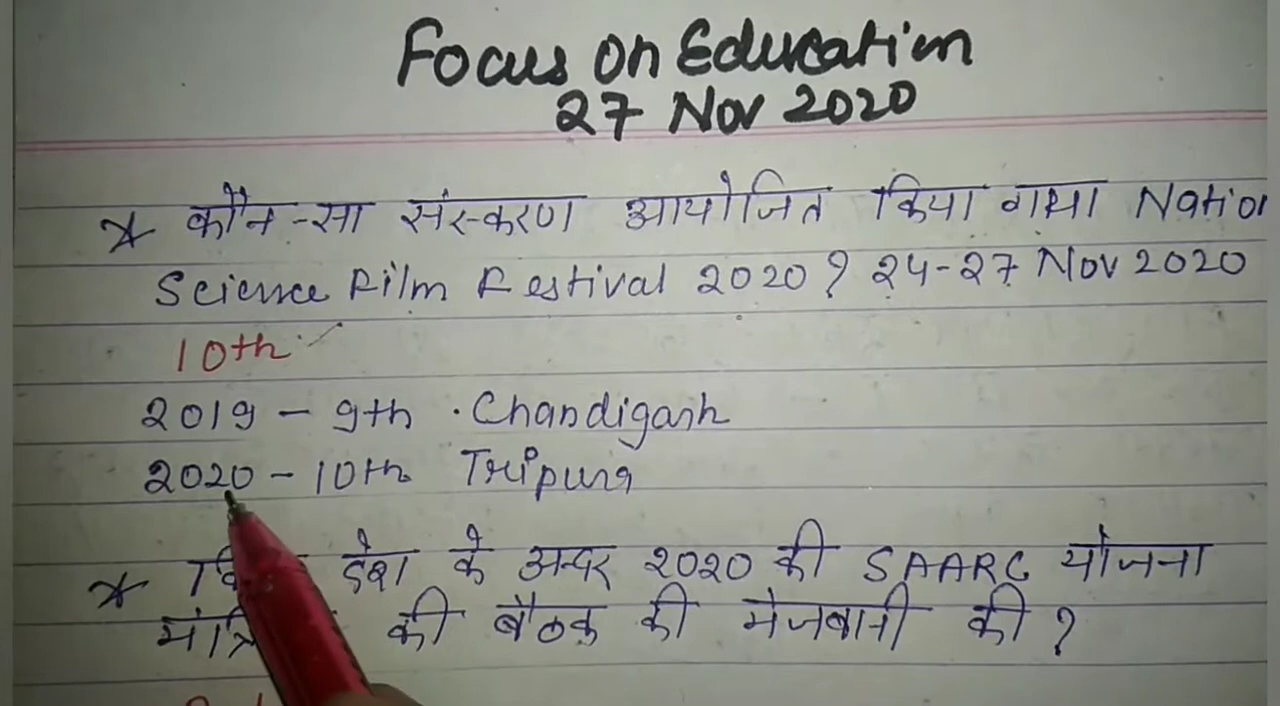 Focus on Education
27 Nov 2020
* कौन-सा संस्करण आयोजित किया गया Nation
Science Film Festival 2020? 24-27 Nov 2020
10th
2019 - 9th . Chandigarh
2020 - 10th Tripura
* देश के अन्दर 2020 की SAARC योजना
की बैठक की मेजबानी की ?